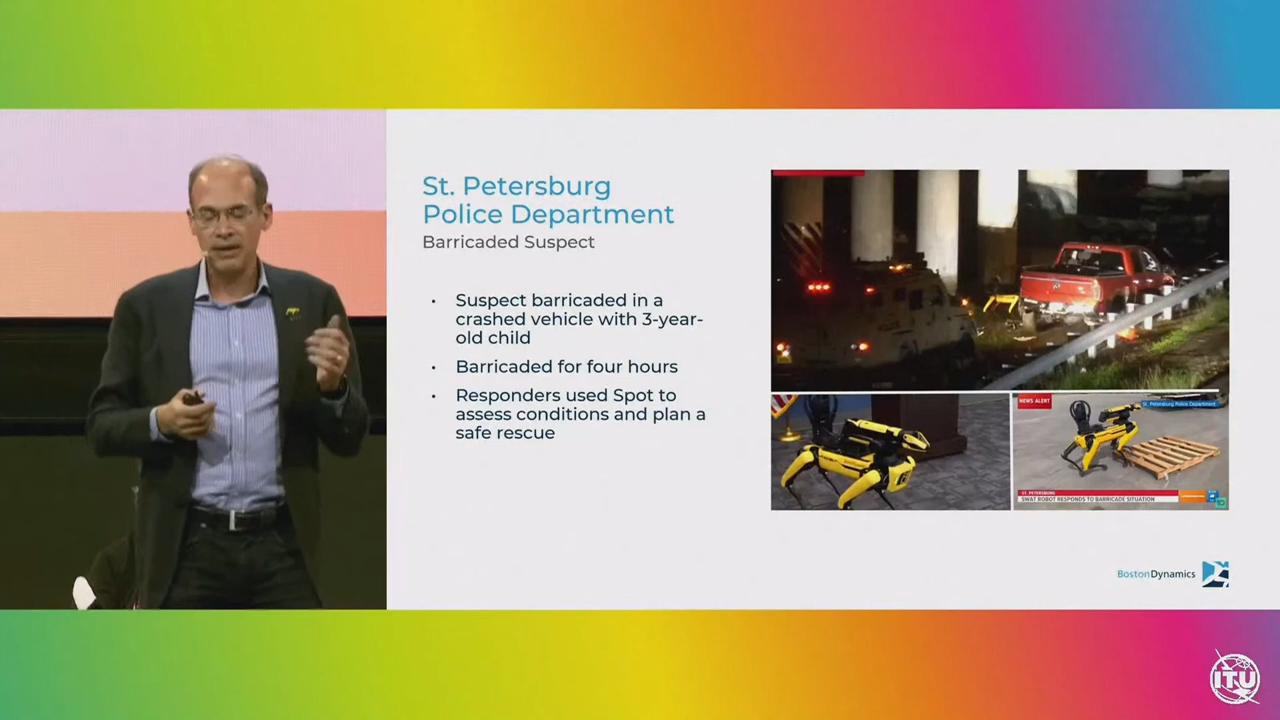 St. Petersburg
Police Department
Barricaded Suspect
• Suspect barricaded in a
crashed vehicle with 3-year-
old child
• Barricaded for four hours
• Responders used Spot to
assess conditions and plan a
safe rescue
NEWS ALERT
St. Petersburg Police Department
ST. PETERSBURG
SWAT ROBOT RESPONDS TO BARRICADE SITUATION
BostonDynamics
ITU